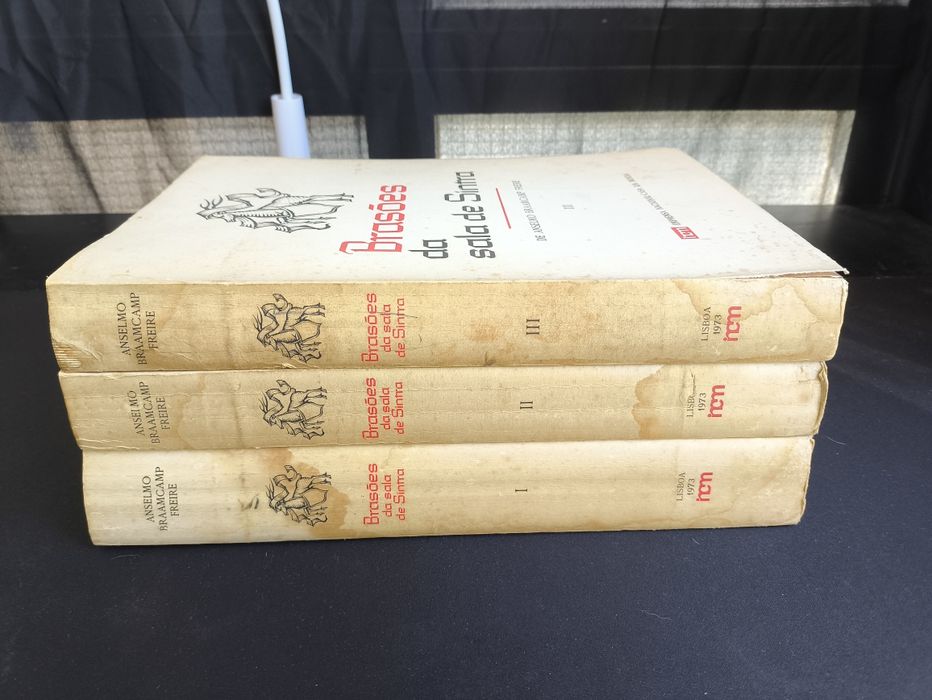 Brasões
da
sala de Sintra
DE ANSELMO BRAAMCAMP FREIRE
III
ANSELMO
BRAAMCAMP
FREIRE
Brasões
da sala
de Sintra
III
LISBOA
1973
incm
ANSELMO
BRAAMCAMP
FREIRE
Brasões
da sala
de Sintra
II
LISBOA
1973
incm
ANSELMO
BRAAMCAMP
FREIRE
Brasões
da sala
de Sintra
I
LISBOA
1973
incm